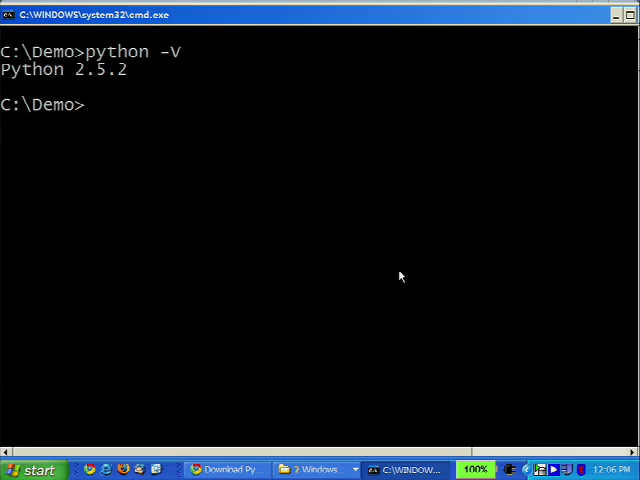 C:\WINDOWS\system32\cmd.exe
C:\Demo>python -V
Python 2.5.2
C:\Demo>
start
Download Py...
2 Windows
C:\WINDOW...
100%
12:06 PM